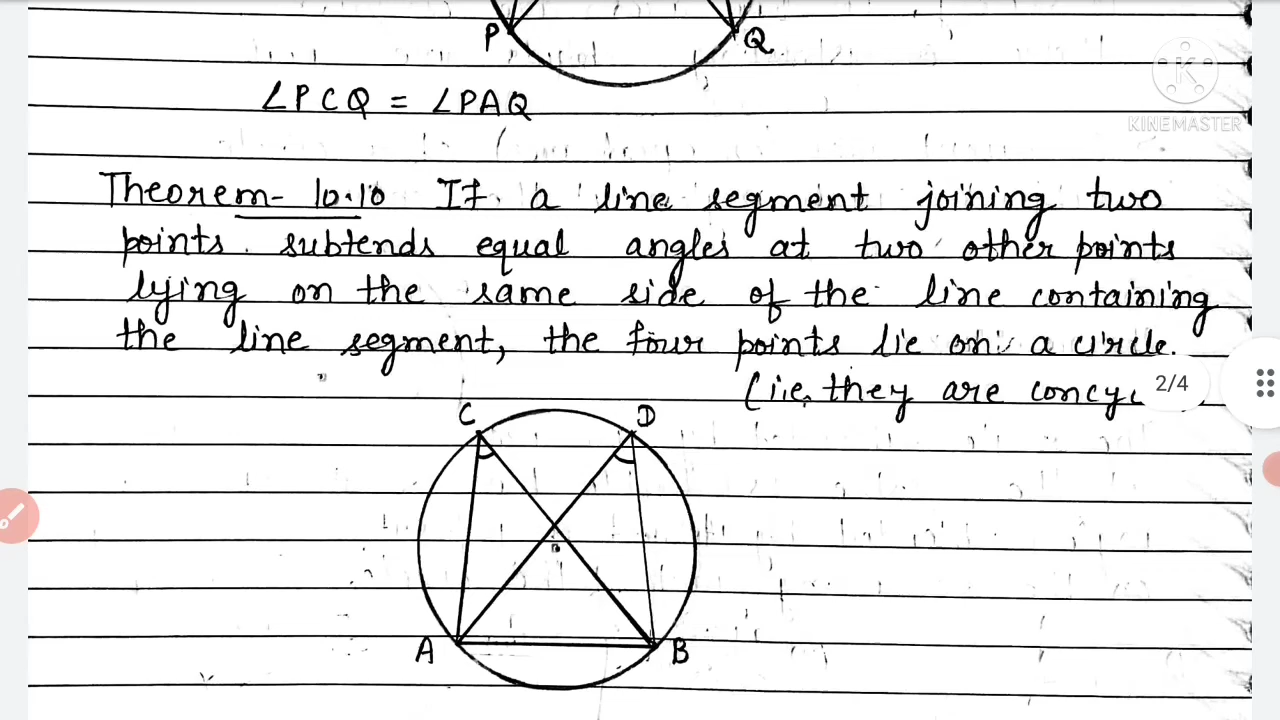 P
Q
KINEMASTER
∠PCQ = ∠PAQ
Theorem- 10.10 If a line segment joining two
points subtends equal angles at two other points
lying on the same side of the line containing
the line segment, the four points lie on a circle.
(i.e, they are concyc
2/4
C
D
A
B